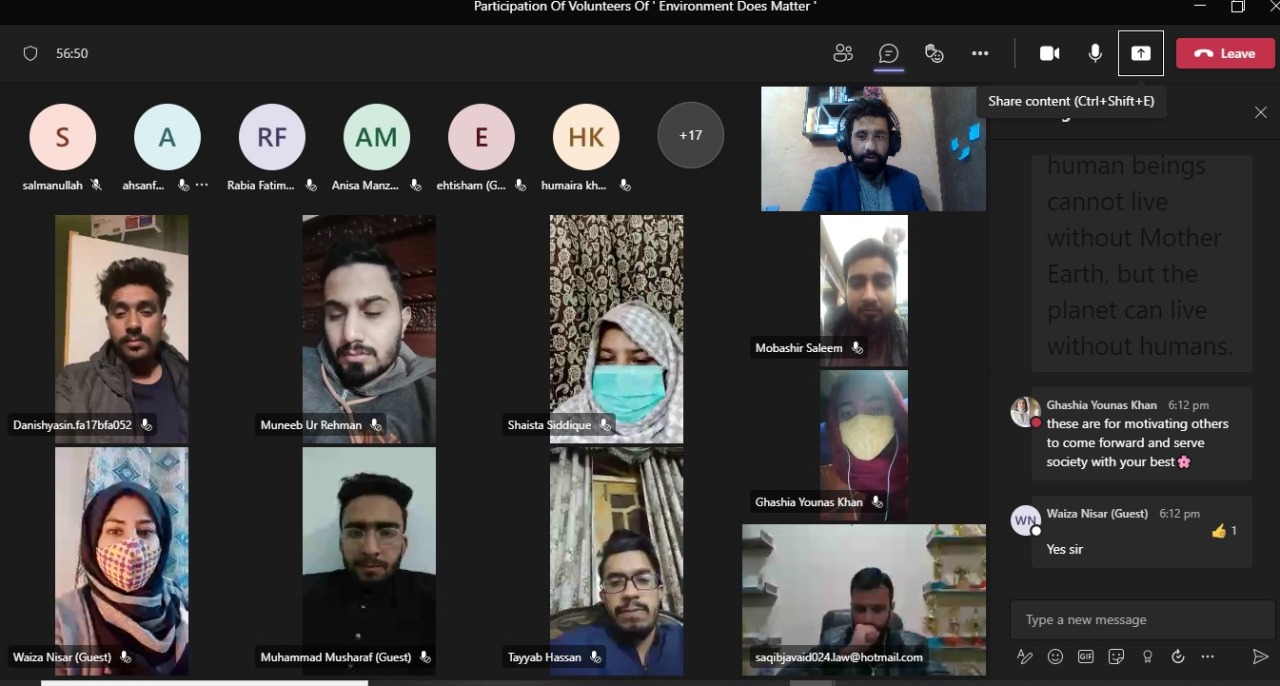 Participation Of Volunteers Of ' Environment Does Matter '
56:50
Leave
Share content (Ctrl+Shift+E)
S
A
RF
AM
E
HK
+17
salmanullah
ahsanf...
Rabia Fatim...
Anisa Manz...
ehtisham (G...
humaira kh...
Danishyasin.fa17bfa052
Muneeb Ur Rehman
Shaista Siddique
Mobashir Saleem
Ghashia Younas Khan
Waiza Nisar (Guest)
Muhammad Musharaf (Guest)
Tayyab Hassan
saqibjavaid024.law@hotmail.com
human beings
cannot live
without Mother
Earth, but the
planet can live
without humans.
Ghashia Younas Khan 6:12 pm
these are for motivating others
to come forward and serve
society with your best🌸
WN
Waiza Nisar (Guest) 6:12 pm
👍 1
Yes sir
Type a new message
GIF